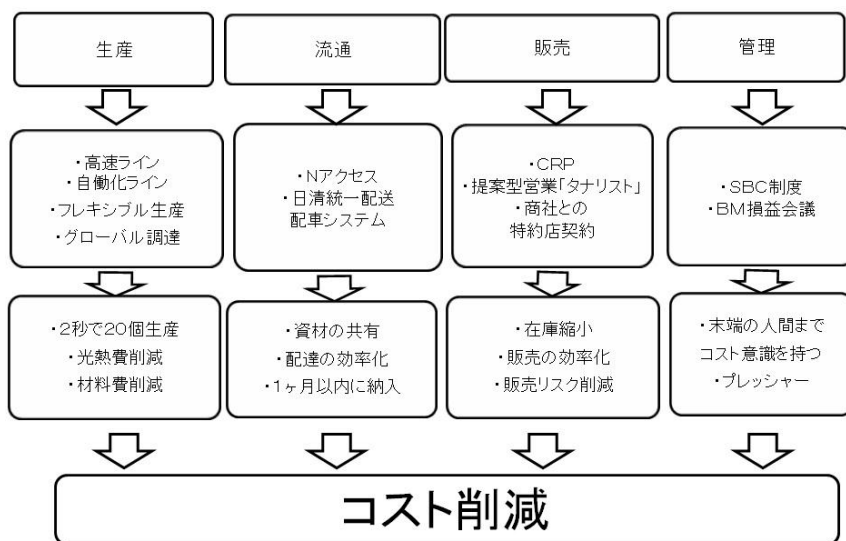 生産
流通
販売
管理
・高速ライン
・自働化ライン
・フレキシブル生産
・グローバル調達
・Nアクセス
・日清統一配送
配車システム
・CRP
・提案型営業「タナリスト」
・商社との
特約店契約
・SBC制度
・BM損益会議
・2秒で20個生産
・光熱費削減
・材料費削減
・資材の共有
・配達の効率化
・1ヶ月以内に納入
・在庫縮小
・販売の効率化
・販売リスク削減
・末端の人間まで
コスト意識を持つ
・プレッシャー
コスト削減